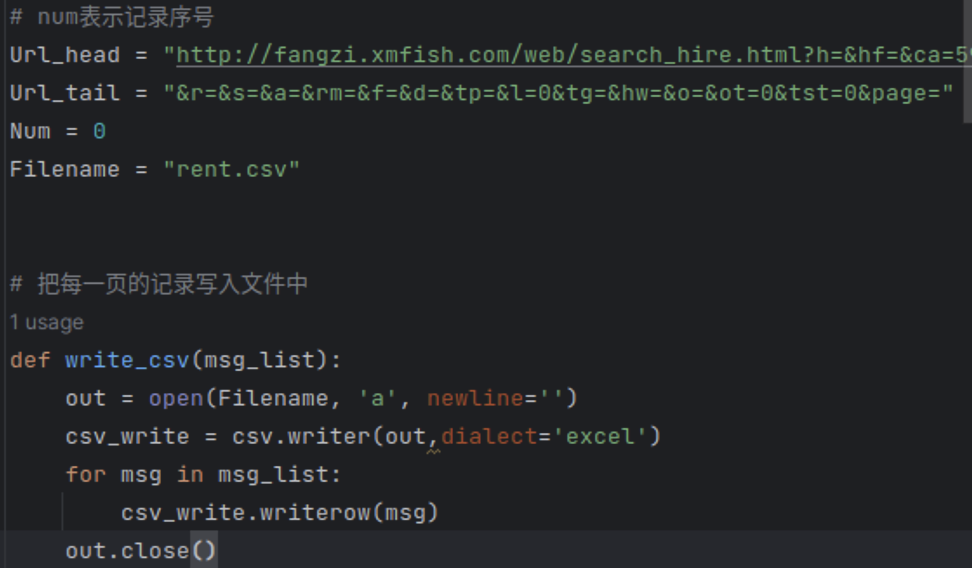 # num表示记录序号
Url_head = "http://fangzi.xmfish.com/web/search_hire.html?h=&hf=&ca=59
Url_tail = "&r=&s=&a=&rm=&f=&d=&tp=&l=0&tg=&hw=&o=&ot=0&tst=0&page="
Num = 0
Filename = "rent.csv"
# 把每一页的记录写入文件中
1 usage
def write_csv(msg_list):
    out = open(Filename, 'a', newline='')
    csv_write = csv.writer(out,dialect='excel')
    for msg in msg_list:
        csv_write.writerow(msg)
    out.close()